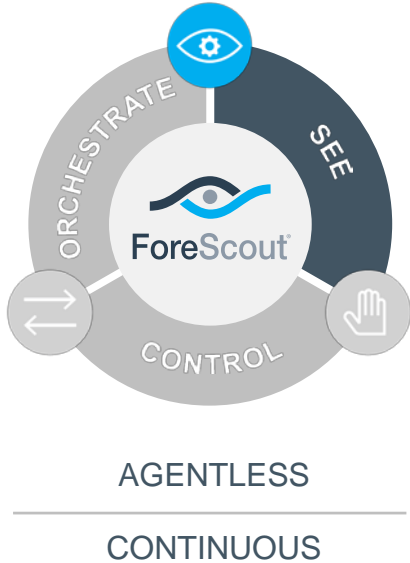 ORCHESTRATE
SEE
ForeScout
CONTROL
AGENTLESS
CONTINUOUS